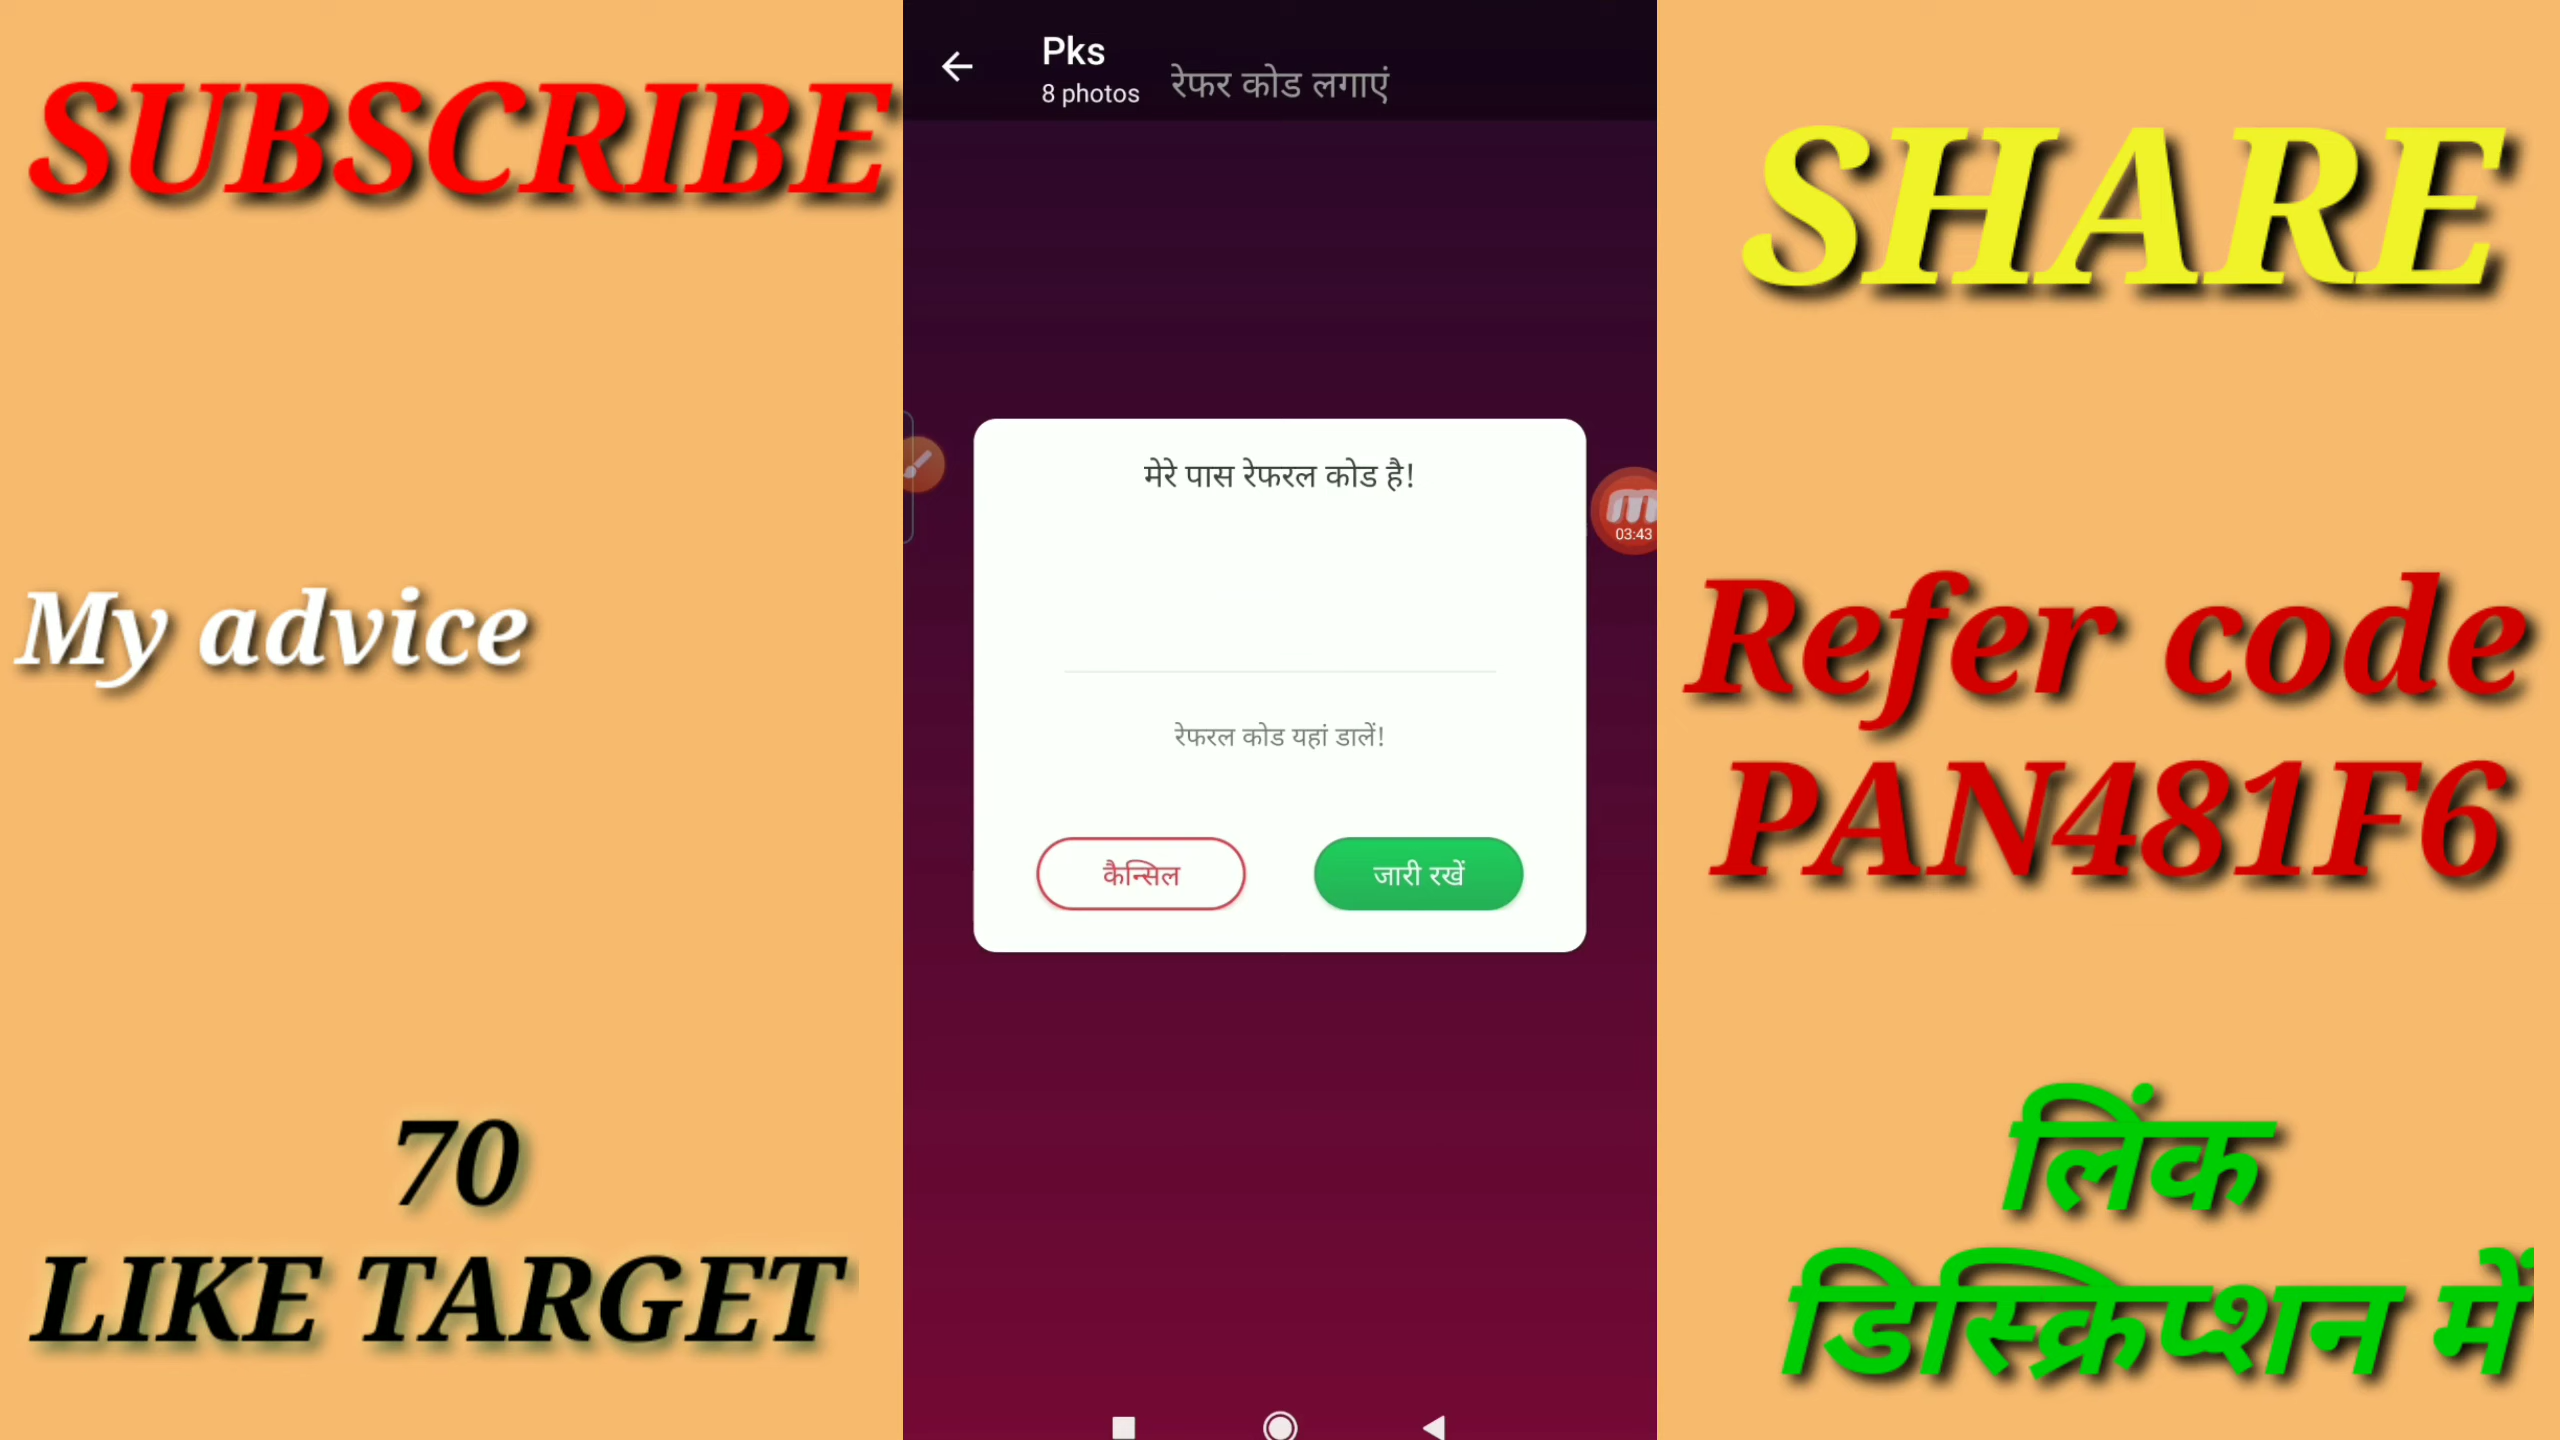 SUBSCRIBE
My advice
70
LIKE TARGET
Pks
8 photos
रेफर कोड लगाएं
मेरे पास रेफरल कोड है!
03:43
रेफरल कोड यहां डालें!
कैन्सिल
जारी रखें
SHARE
Refer code
PAN481F6
लिंक
डिस्क्रिप्शन में